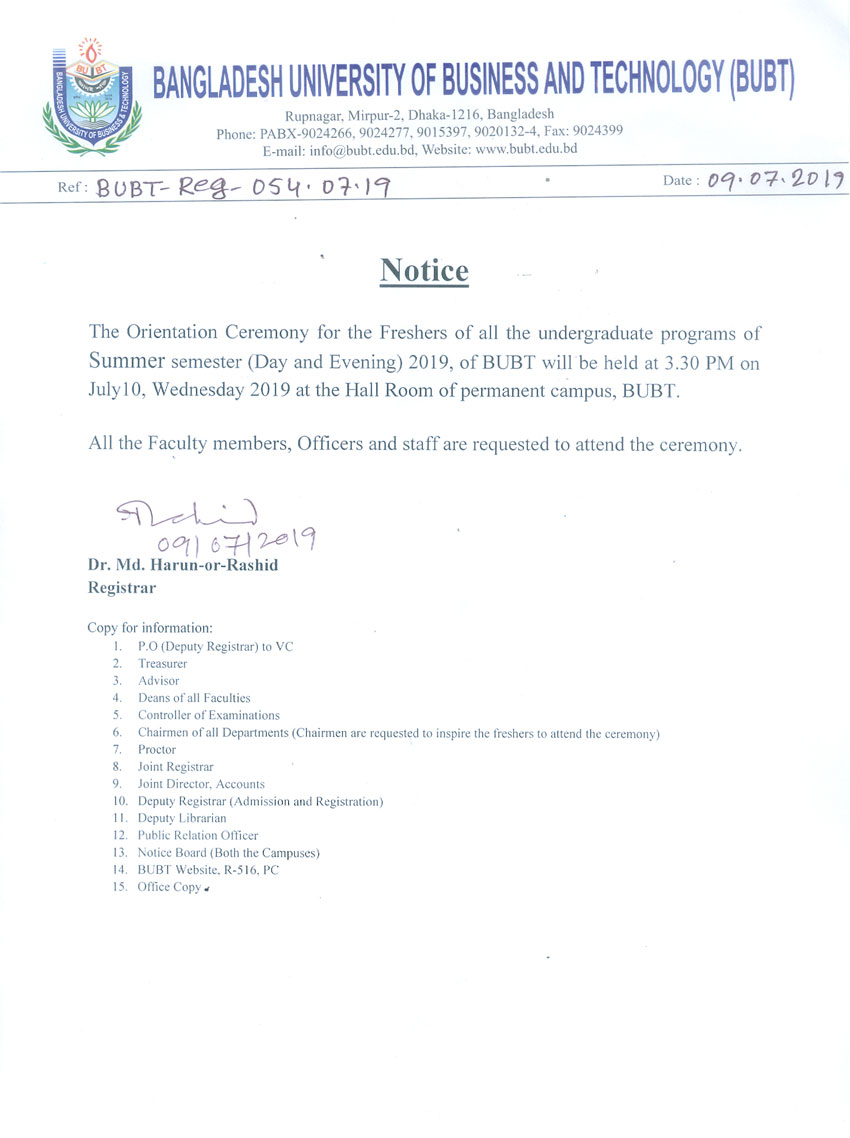 BANGLADESH UNIVERSITY OF BUSINESS AND TECHNOLOGY (BUBT)
BUBT
BANGLADESH UNIVERSITY OF BUSINESS & TECHNOLOGY
Rupnagar, Mirpur-2, Dhaka-1216, Bangladesh
Phone: PABX-9024266, 9024277, 9015397, 9020132-4, Fax: 9024399
E-mail: info@bubt.edu.bd, Website: www.bubt.edu.bd
Ref : BUBT-Reg-054.07.19 Date : 09.07.2019
Notice
The Orientation Ceremony for the Freshers of all the undergraduate programs of
Summer semester (Day and Evening) 2019, of BUBT will be held at 3.30 PM on
July10, Wednesday 2019 at the Hall Room of permanent campus, BUBT.
All the Faculty members, Officers and staff are requested to attend the ceremony.
09/07/2019
Dr. Md. Harun-or-Rashid
Registrar
Copy for information:
1. P.O (Deputy Registrar) to VC
2. Treasurer
3. Advisor
4. Deans of all Faculties
5. Controller of Examinations
6. Chairmen of all Departments (Chairmen are requested to inspire the freshers to attend the ceremony)
7. Proctor
8. Joint Registrar
9. Joint Director, Accounts
10. Deputy Registrar (Admission and Registration)
11. Deputy Librarian
12. Public Relation Officer
13. Notice Board (Both the Campuses)
14. BUBT Website, R-516, PC
15. Office Copy